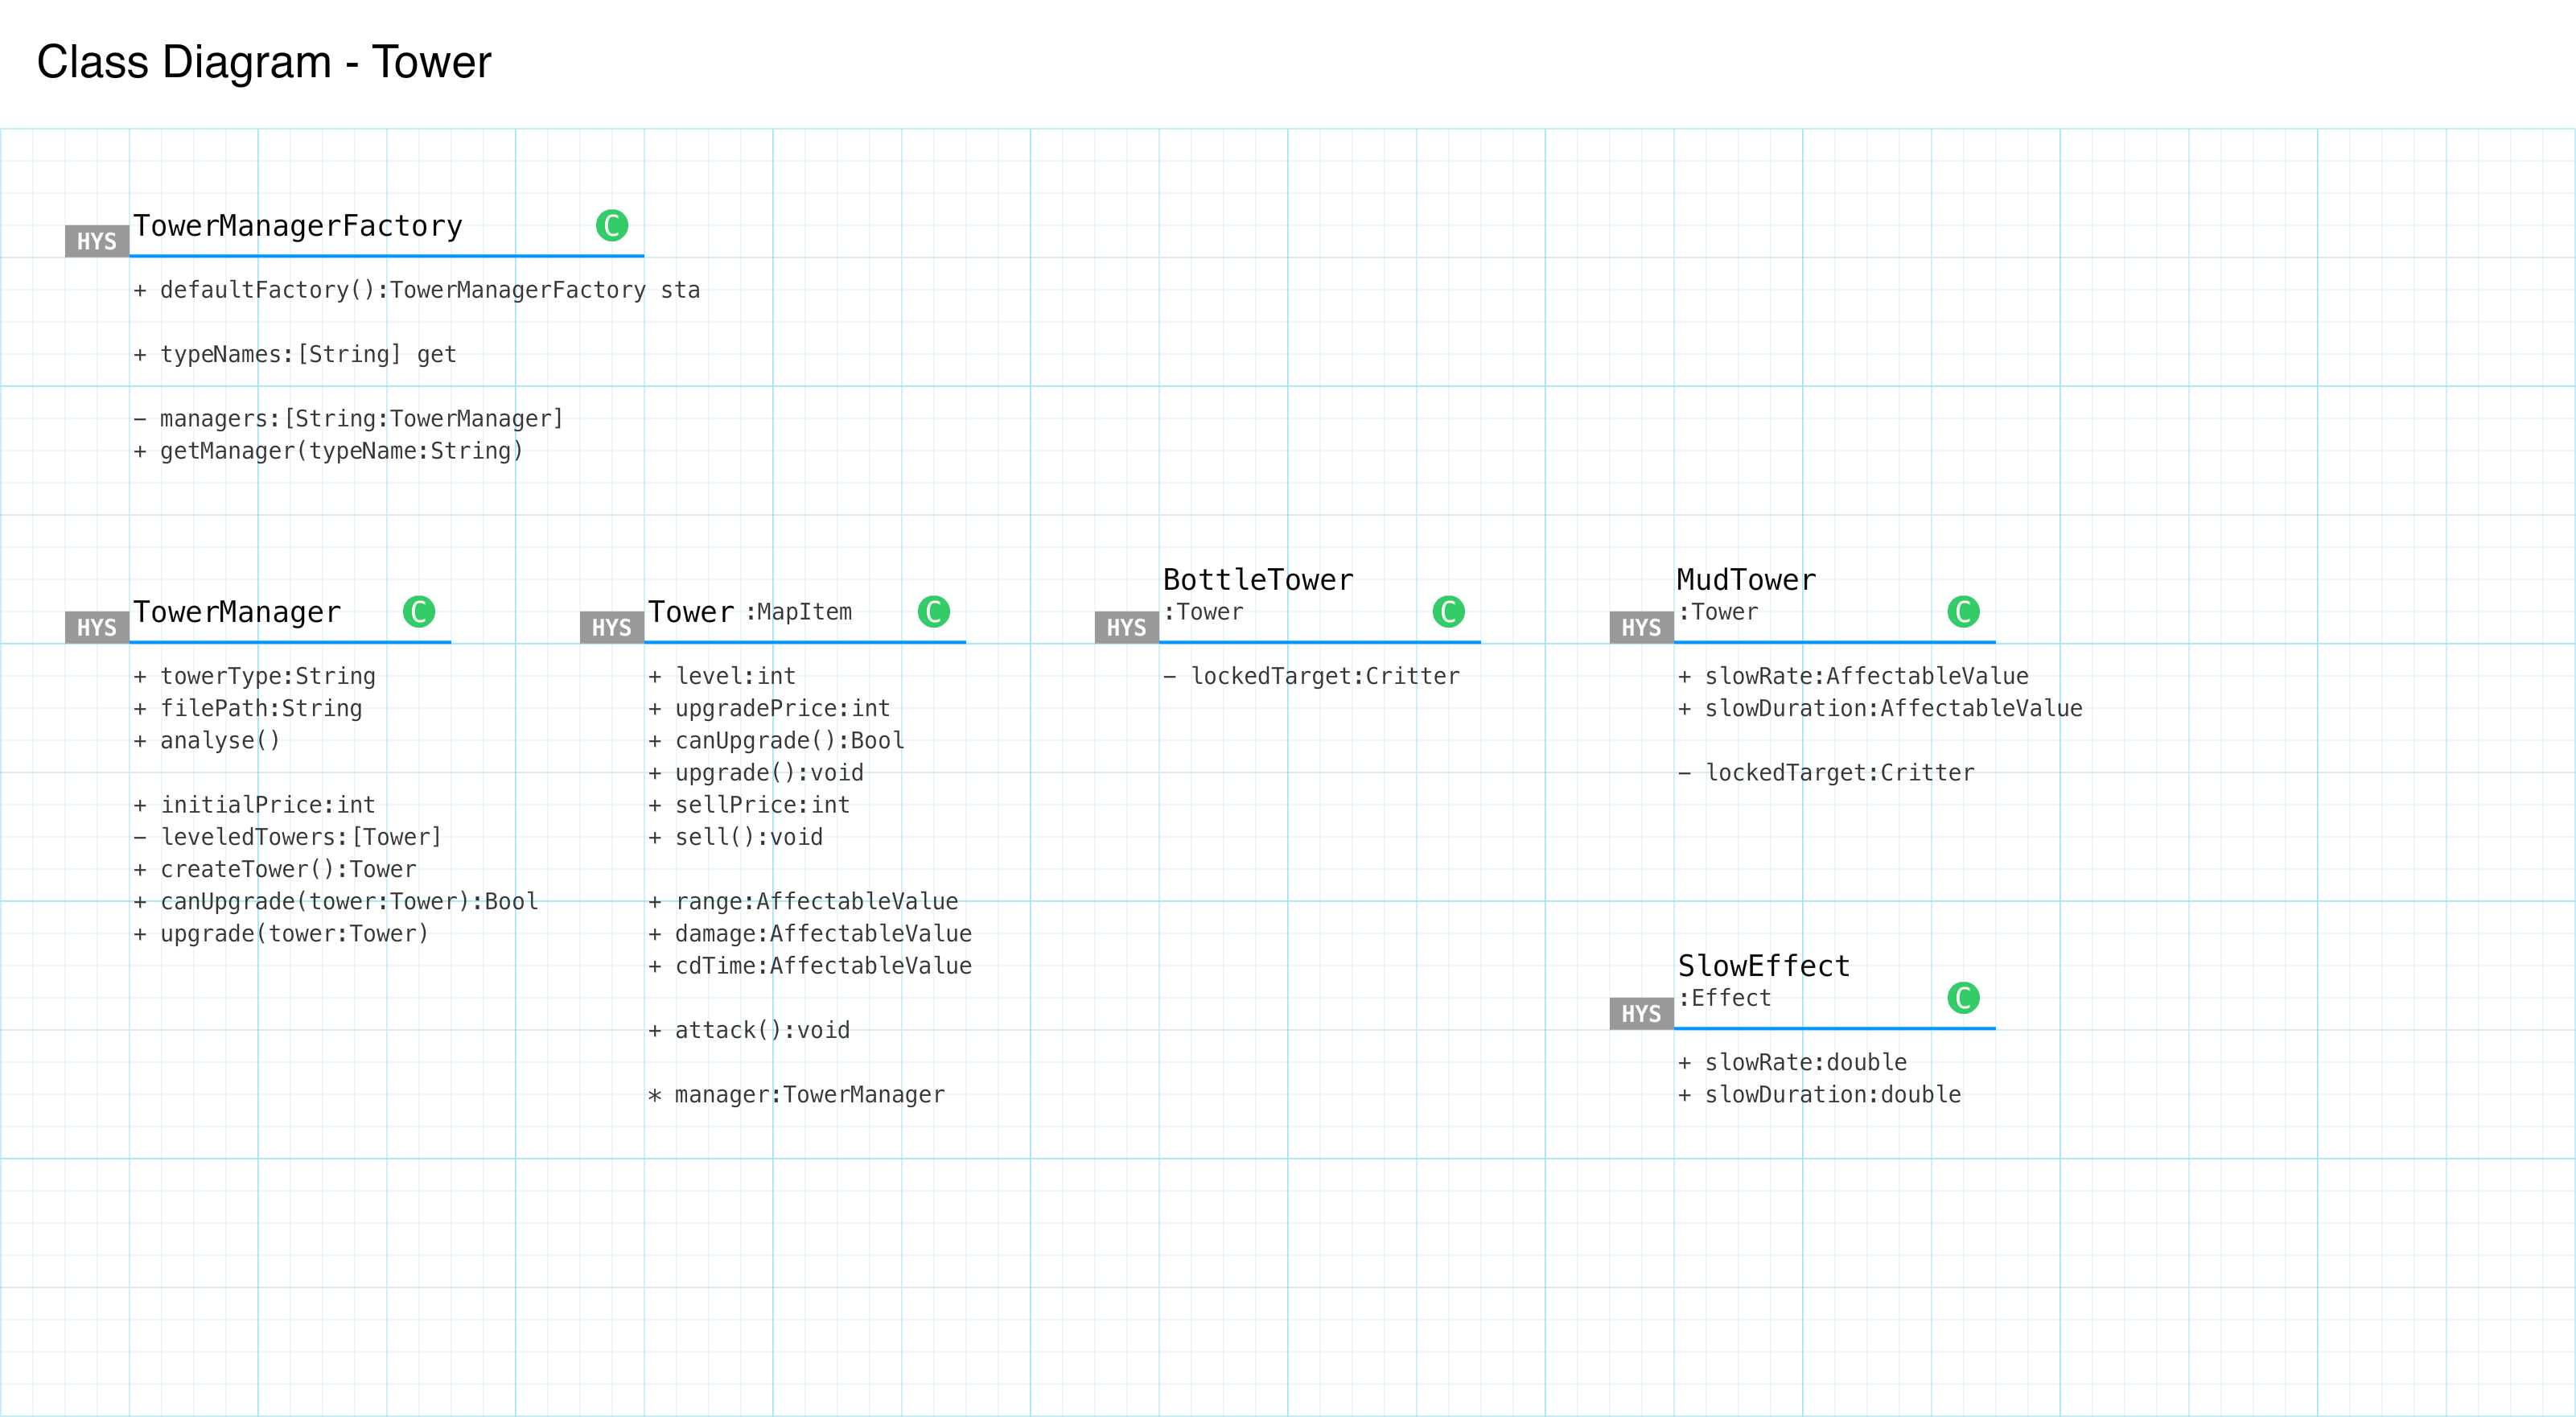 Class Diagram - Tower
HYS TowerManagerFactory C
+ defaultFactory():TowerManagerFactory sta
+ typeNames:[String] get
− managers:[String:TowerManager]
+ getManager(typeName:String)
HYS TowerManager C
+ towerType:String
+ filePath:String
+ analyse()
+ initialPrice:int
− leveledTowers:[Tower]
+ createTower():Tower
+ canUpgrade(tower:Tower):Bool
+ upgrade(tower:Tower)
HYS Tower :MapItem C
+ level:int
+ upgradePrice:int
+ canUpgrade():Bool
+ upgrade():void
+ sellPrice:int
+ sell():void
+ range:AffectableValue
+ damage:AffectableValue
+ cdTime:AffectableValue
+ attack():void
* manager:TowerManager
BottleTower
HYS :Tower C
− lockedTarget:Critter
MudTower
HYS :Tower C
+ slowRate:AffectableValue
+ slowDuration:AffectableValue
− lockedTarget:Critter
SlowEffect
HYS :Effect C
+ slowRate:double
+ slowDuration:double